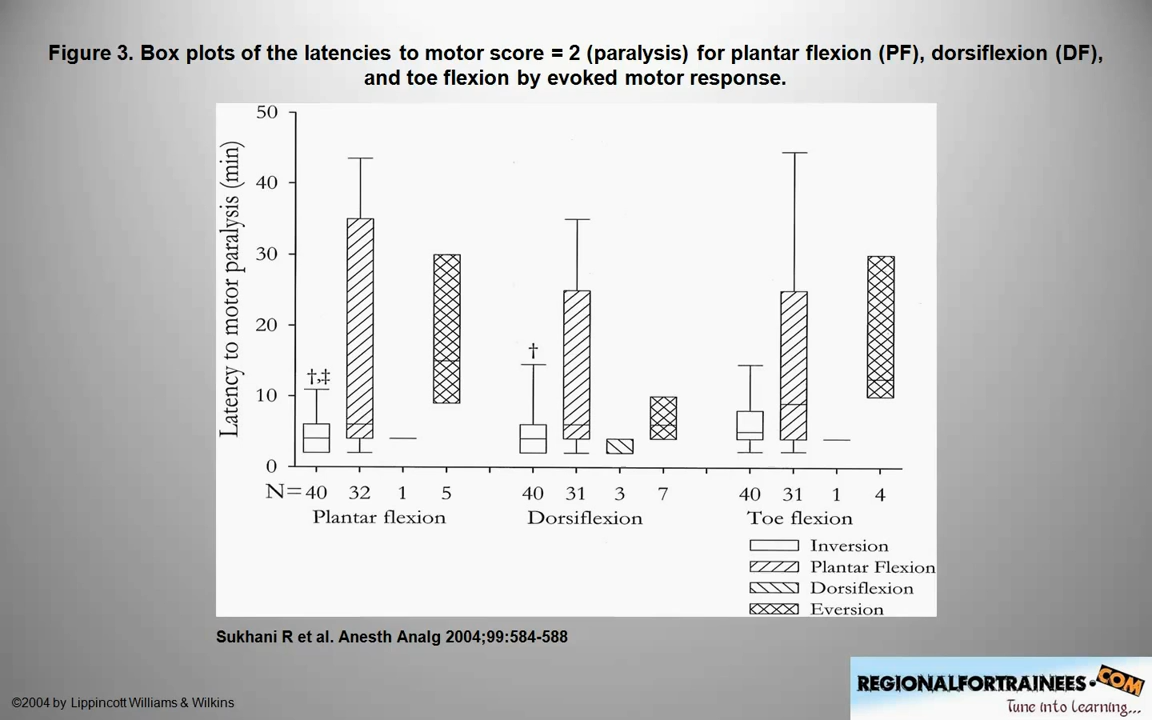 Figure 3. Box plots of the latencies to motor score = 2 (paralysis) for plantar flexion (PF), dorsiflexion (DF),
and toe flexion by evoked motor response.
50
40
30
20
10
0
Latency to motor paralysis (min)
†,‡
†
N= 40 32 1 5 40 31 3 7 40 31 1 4
Plantar flexion Dorsiflexion Toe flexion
Inversion
Plantar Flexion
Dorsiflexion
Eversion
Sukhani R et al. Anesth Analg 2004;99:584-588
©2004 by Lippincott Williams & Wilkins
REGIONALFORTRAINEES.COM
Tune into Learning...